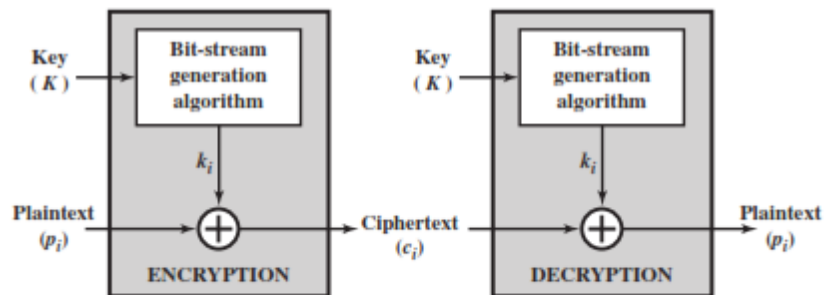 Key
( K )
Bit-stream
generation
algorithm
k_i
Plaintext
(p_i)
ENCRYPTION
Ciphertext
(c_i)
Key
( K )
Bit-stream
generation
algorithm
k_i
DECRYPTION
Plaintext
(p_i)